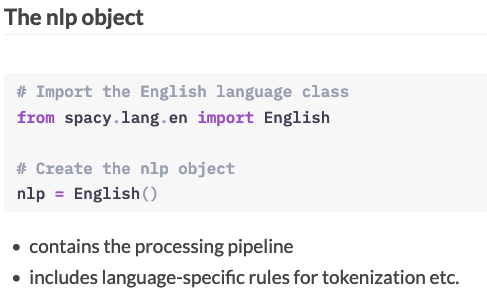 The nlp object
# Import the English language class
from spacy.lang.en import English
# Create the nlp object
nlp = English()
• contains the processing pipeline
• includes language-specific rules for tokenization etc.